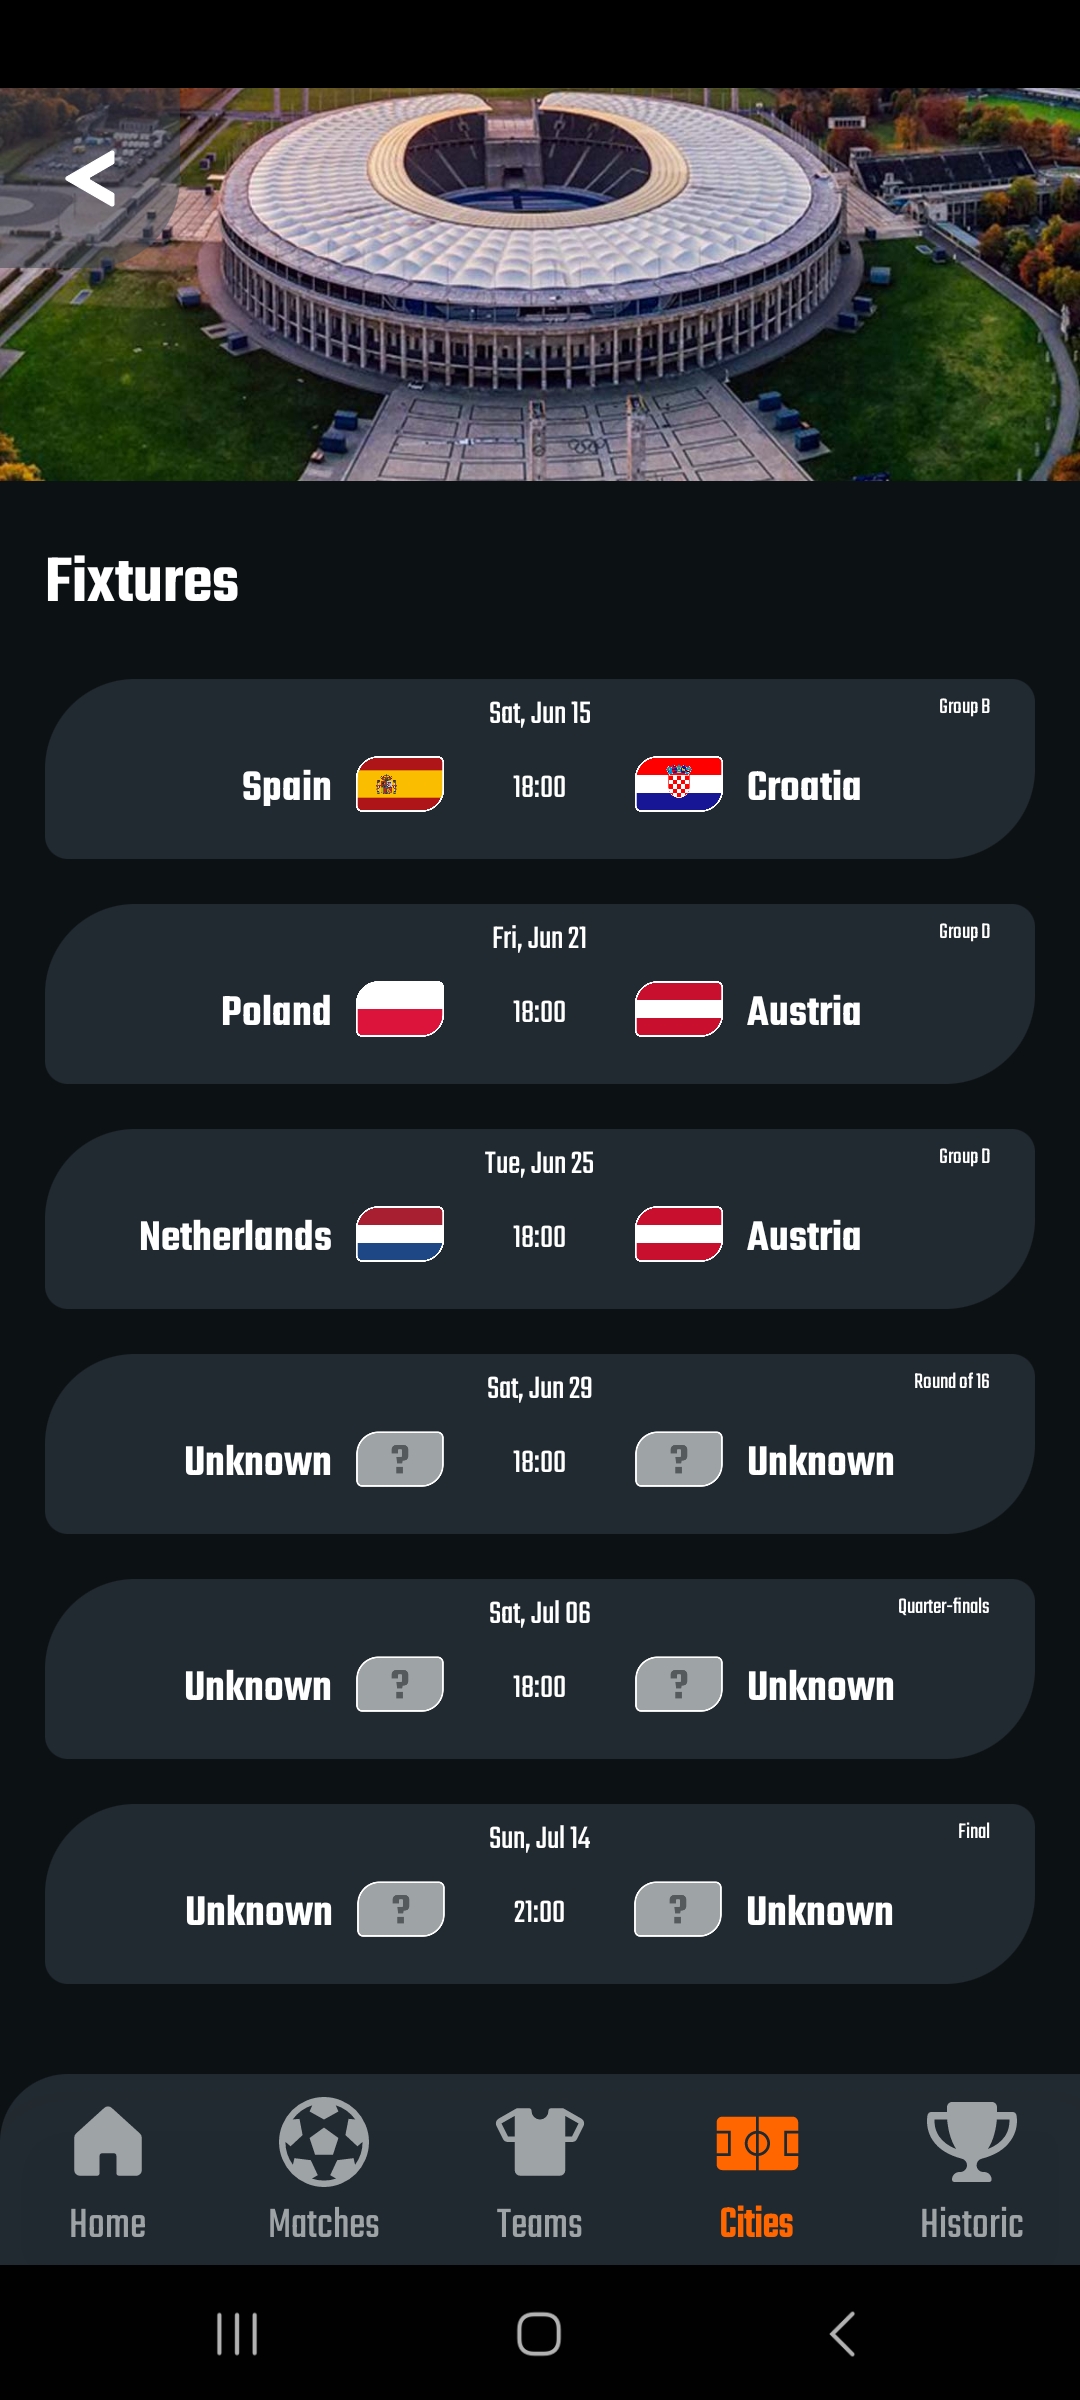 Fixtures
Sat, Jun 15
Group B
Spain 18:00 Croatia
Fri, Jun 21
Group D
Poland 18:00 Austria
Tue, Jun 25
Group D
Netherlands 18:00 Austria
Sat, Jun 29
Round of 16
Unknown ? 18:00 ? Unknown
Sat, Jul 06
Quarter-finals
Unknown ? 18:00 ? Unknown
Sun, Jul 14
Final
Unknown ? 21:00 ? Unknown
Home Matches Teams Cities Historic